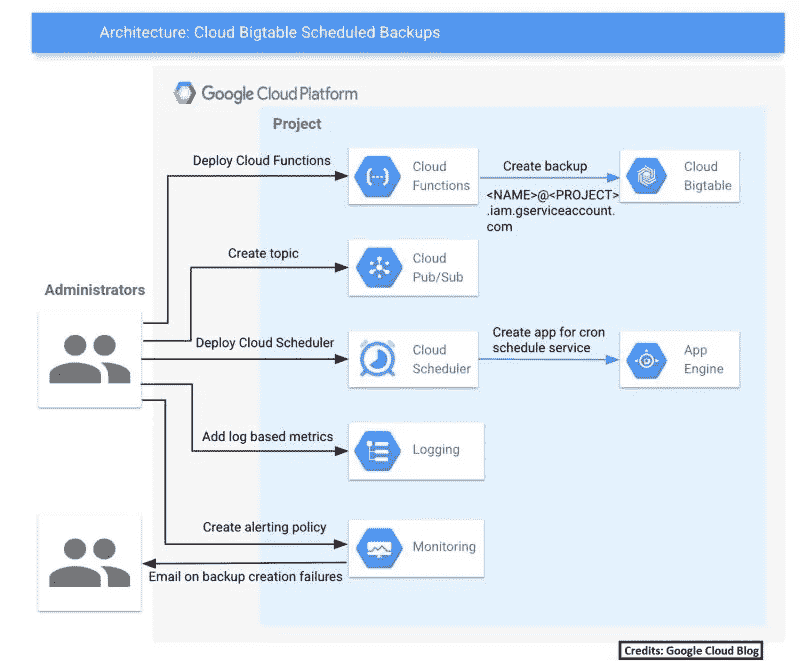 Architecture: Cloud Bigtable Scheduled Backups
Google Cloud Platform
Project
Deploy Cloud Functions
Cloud
Functions
Create backup
<NAME>@<PROJECT>
.iam.gserviceaccount.
com
Cloud
Bigtable
Create topic
Cloud
Pub/Sub
Administrators
Deploy Cloud Scheduler
Cloud
Scheduler
Create app for cron
schedule service
App
Engine
Add log based metrics
Logging
Create alerting policy
Monitoring
Email on backup creation failures
Credits: Google Cloud Blog